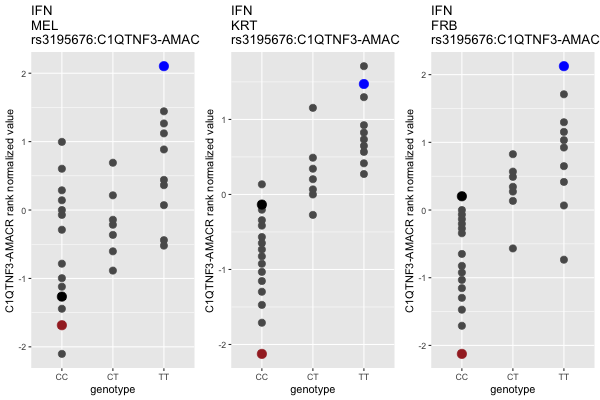 IFN
MEL
rs3195676:C1QTNF3-AMAC
C1QTNF3-AMACR rank normalized value
2
1
0
-1
-2
CC
CT
TT
genotype
IFN
KRT
rs3195676:C1QTNF3-AMAC
C1QTNF3-AMACR rank normalized value
1
0
-1
-2
CC
CT
TT
genotype
IFN
FRB
rs3195676:C1QTNF3-AMAC
C1QTNF3-AMACR rank normalized value
2
1
0
-1
-2
CC
CT
TT
genotype